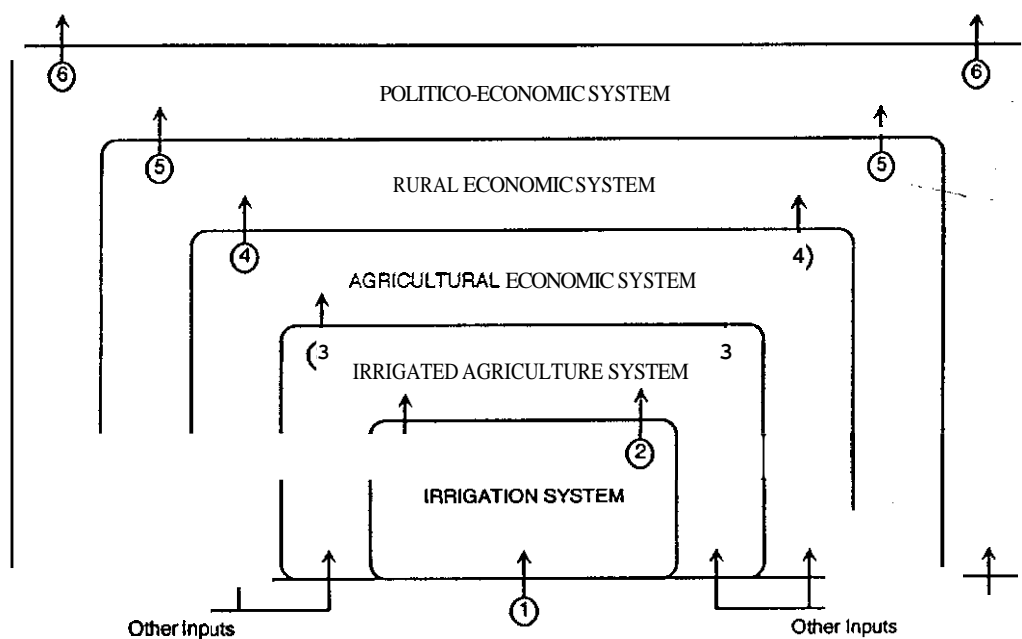 6 6
POLITICO-ECONOMIC SYSTEM
5 5
RURAL ECONOMIC SYSTEM
4 4)
AGRICULTURAL ECONOMIC SYSTEM
(3 3
IRRIGATED AGRICULTURE SYSTEM
2
IRRIGATION SYSTEM
1
Other Inputs Other Inputs